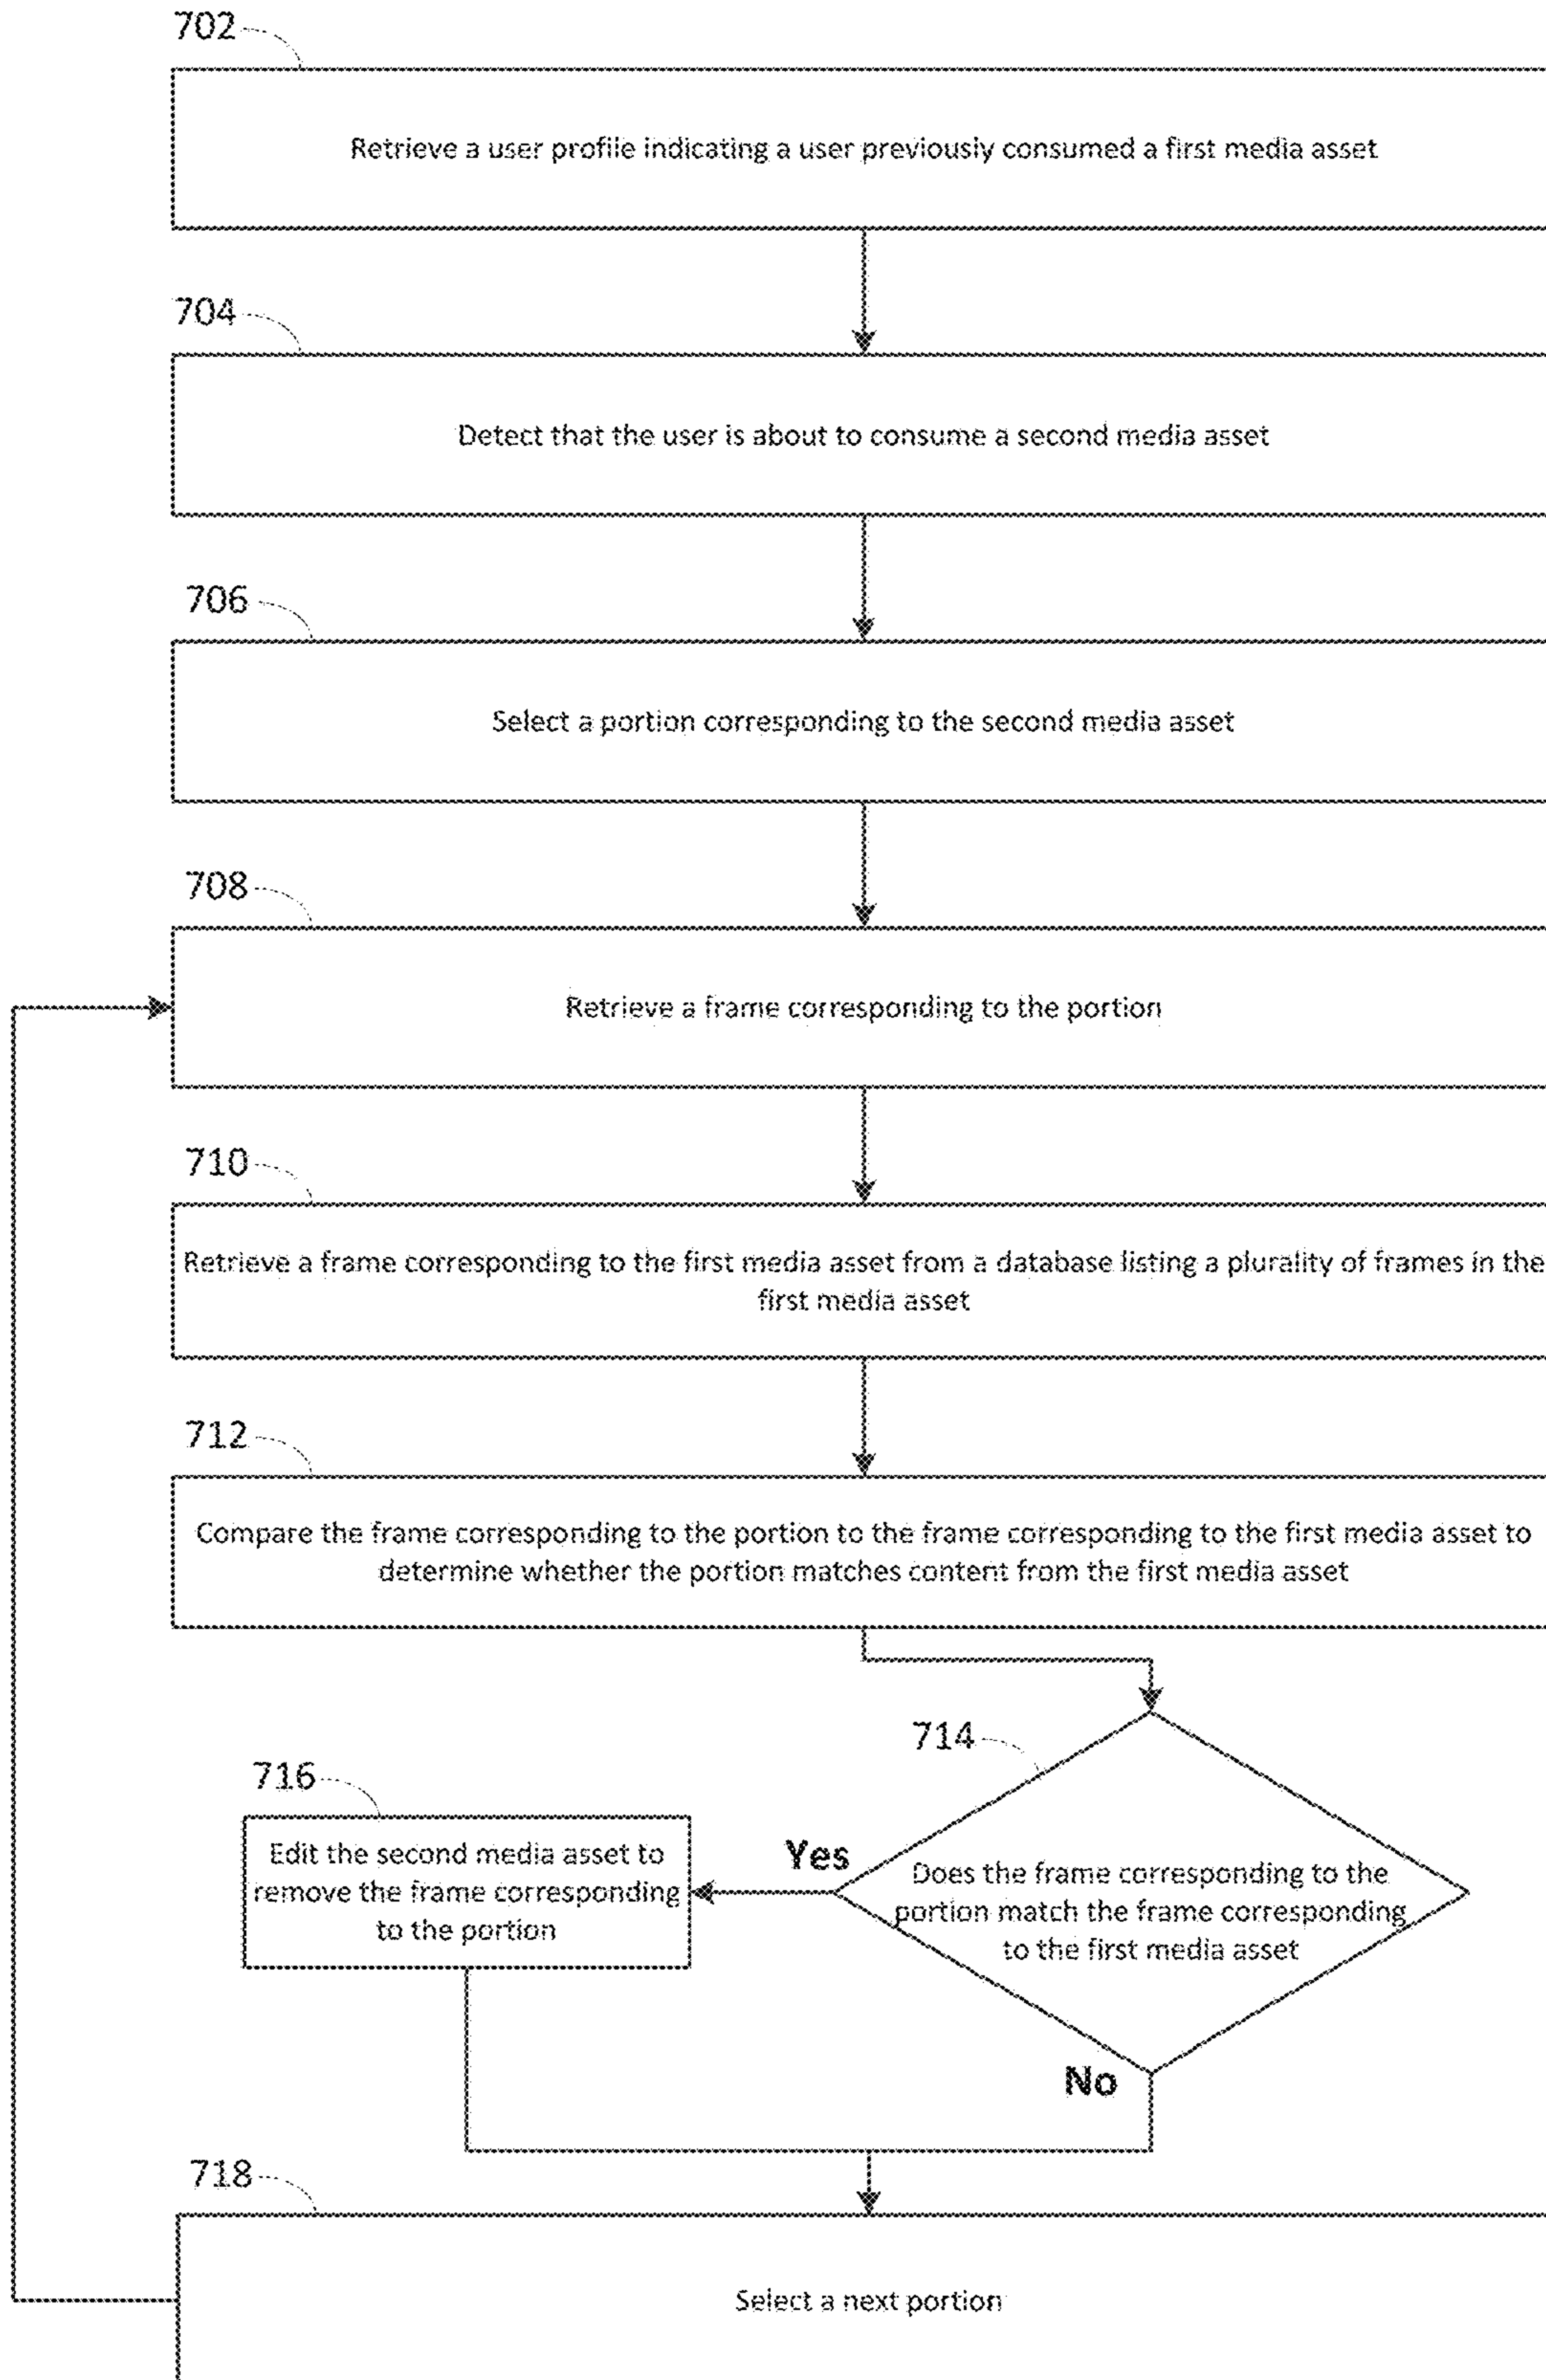 702
Retrieve a user profile indicating a user previously consumed a first media asset
704
Detect that the user is about to consume a second media asset
706
Select a portion corresponding to the second media asset
708
Retrieve a frame corresponding to the portion
710
Retrieve a frame corresponding to the first media asset from a database listing a plurality of frames in the
first media asset
712
Compare the frame corresponding to the portion to the frame corresponding to the first media asset to
determine whether the portion matches content from the first media asset
714
716
Edit the second media asset to
remove the frame corresponding
to the portion
Yes
Does the frame corresponding to the
portion match the frame corresponding
to the first media asset
No
718
Select a next portion